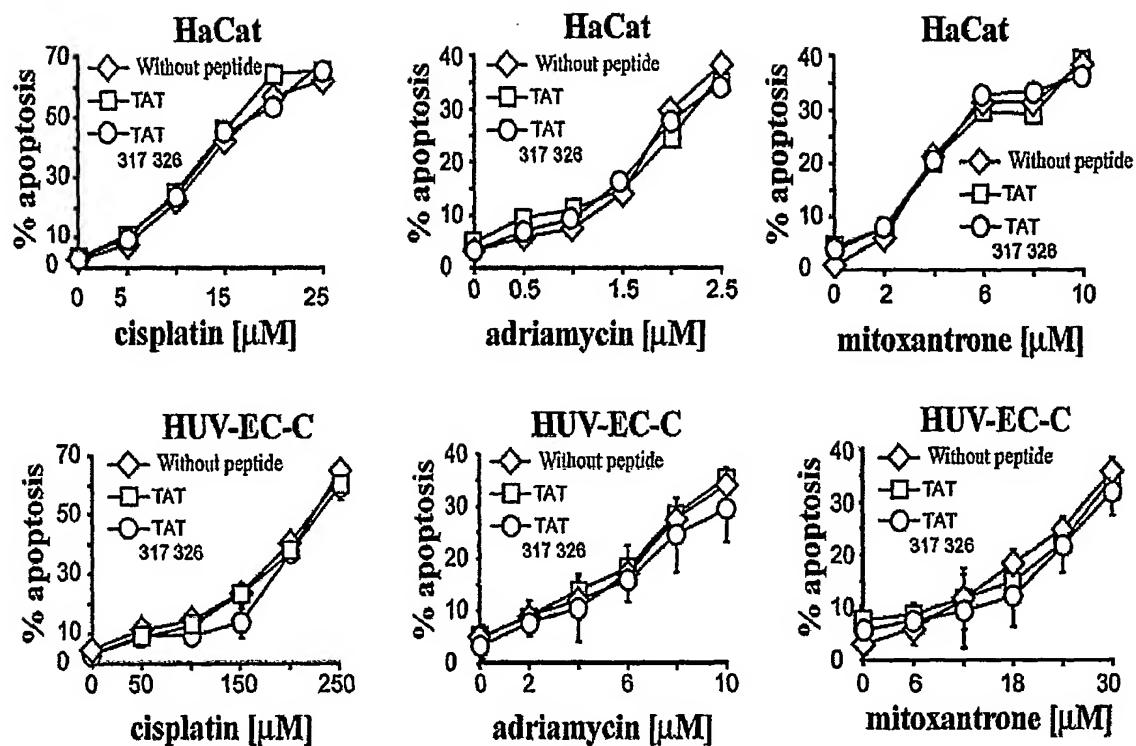 HaCat
% apoptosis
70
50
30
10
0
Without peptide
TAT
TAT
317 326
0 5 15 25
cisplatin [µM]
HaCat
% apoptosis
40
30
20
10
0
Without peptide
TAT
TAT
317 326
0 0.5 1.5 2.5
adriamycin [µM]
HaCat
% apoptosis
40
30
20
10
0
Without peptide
TAT
TAT
317 326
0 2 6 10
mitoxantrone [µM]
HUV-EC-C
% apoptosis
70
50
30
10
0
Without peptide
TAT
TAT
317 326
0 50 150 250
cisplatin [µM]
HUV-EC-C
% apoptosis
40
30
20
10
0
Without peptide
TAT
TAT
317 326
0 2 6 10
adriamycin [µM]
HUV-EC-C
% apoptosis
40
30
20
10
0
Without peptide
TAT
TAT
317 326
0 6 18 30
mitoxantrone [µM]